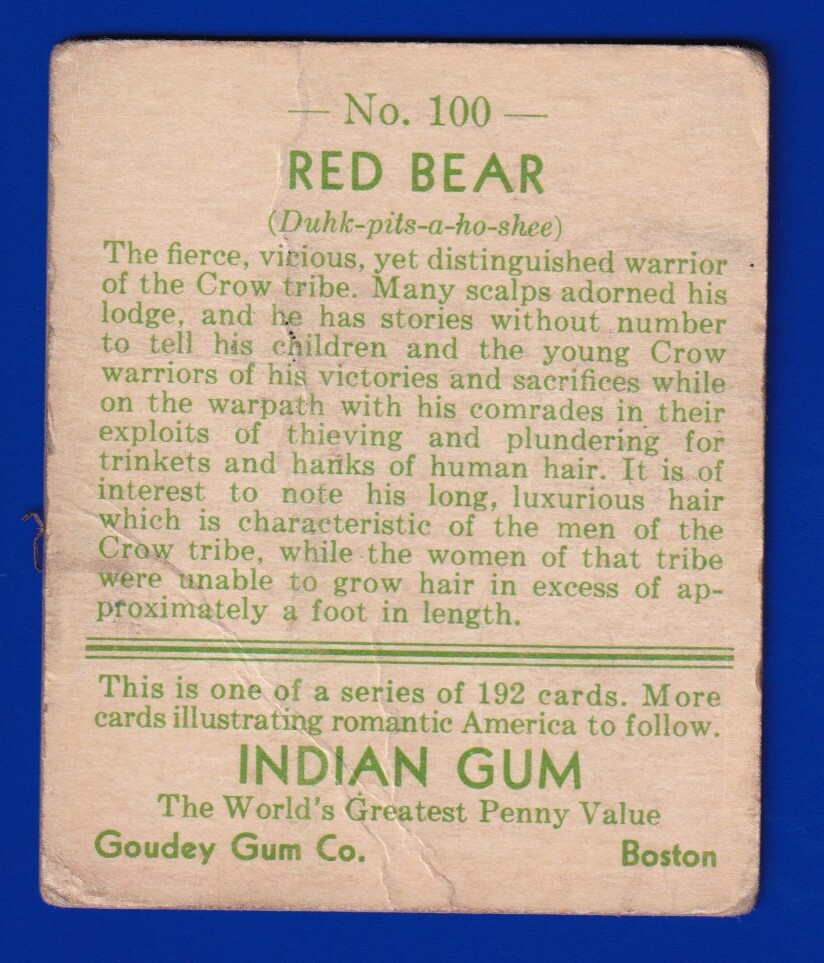 — No. 100 —
RED BEAR
(Duhk-pits-a-ho-shee)
The fierce, vicious, yet distinguished warrior
of the Crow tribe. Many scalps adorned his
lodge, and he has stories without number
to tell his children and the young Crow
warriors of his victories and sacrifices while
on the warpath with his comrades in their
exploits of thieving and plundering for
trinkets and hanks of human hair. It is of
interest to note his long, luxurious hair
which is characteristic of the men of the
Crow tribe, while the women of that tribe
were unable to grow hair in excess of ap-
proximately a foot in length.
This is one of a series of 192 cards. More
cards illustrating romantic America to follow.
INDIAN GUM
The World's Greatest Penny Value
Goudey Gum Co. Boston